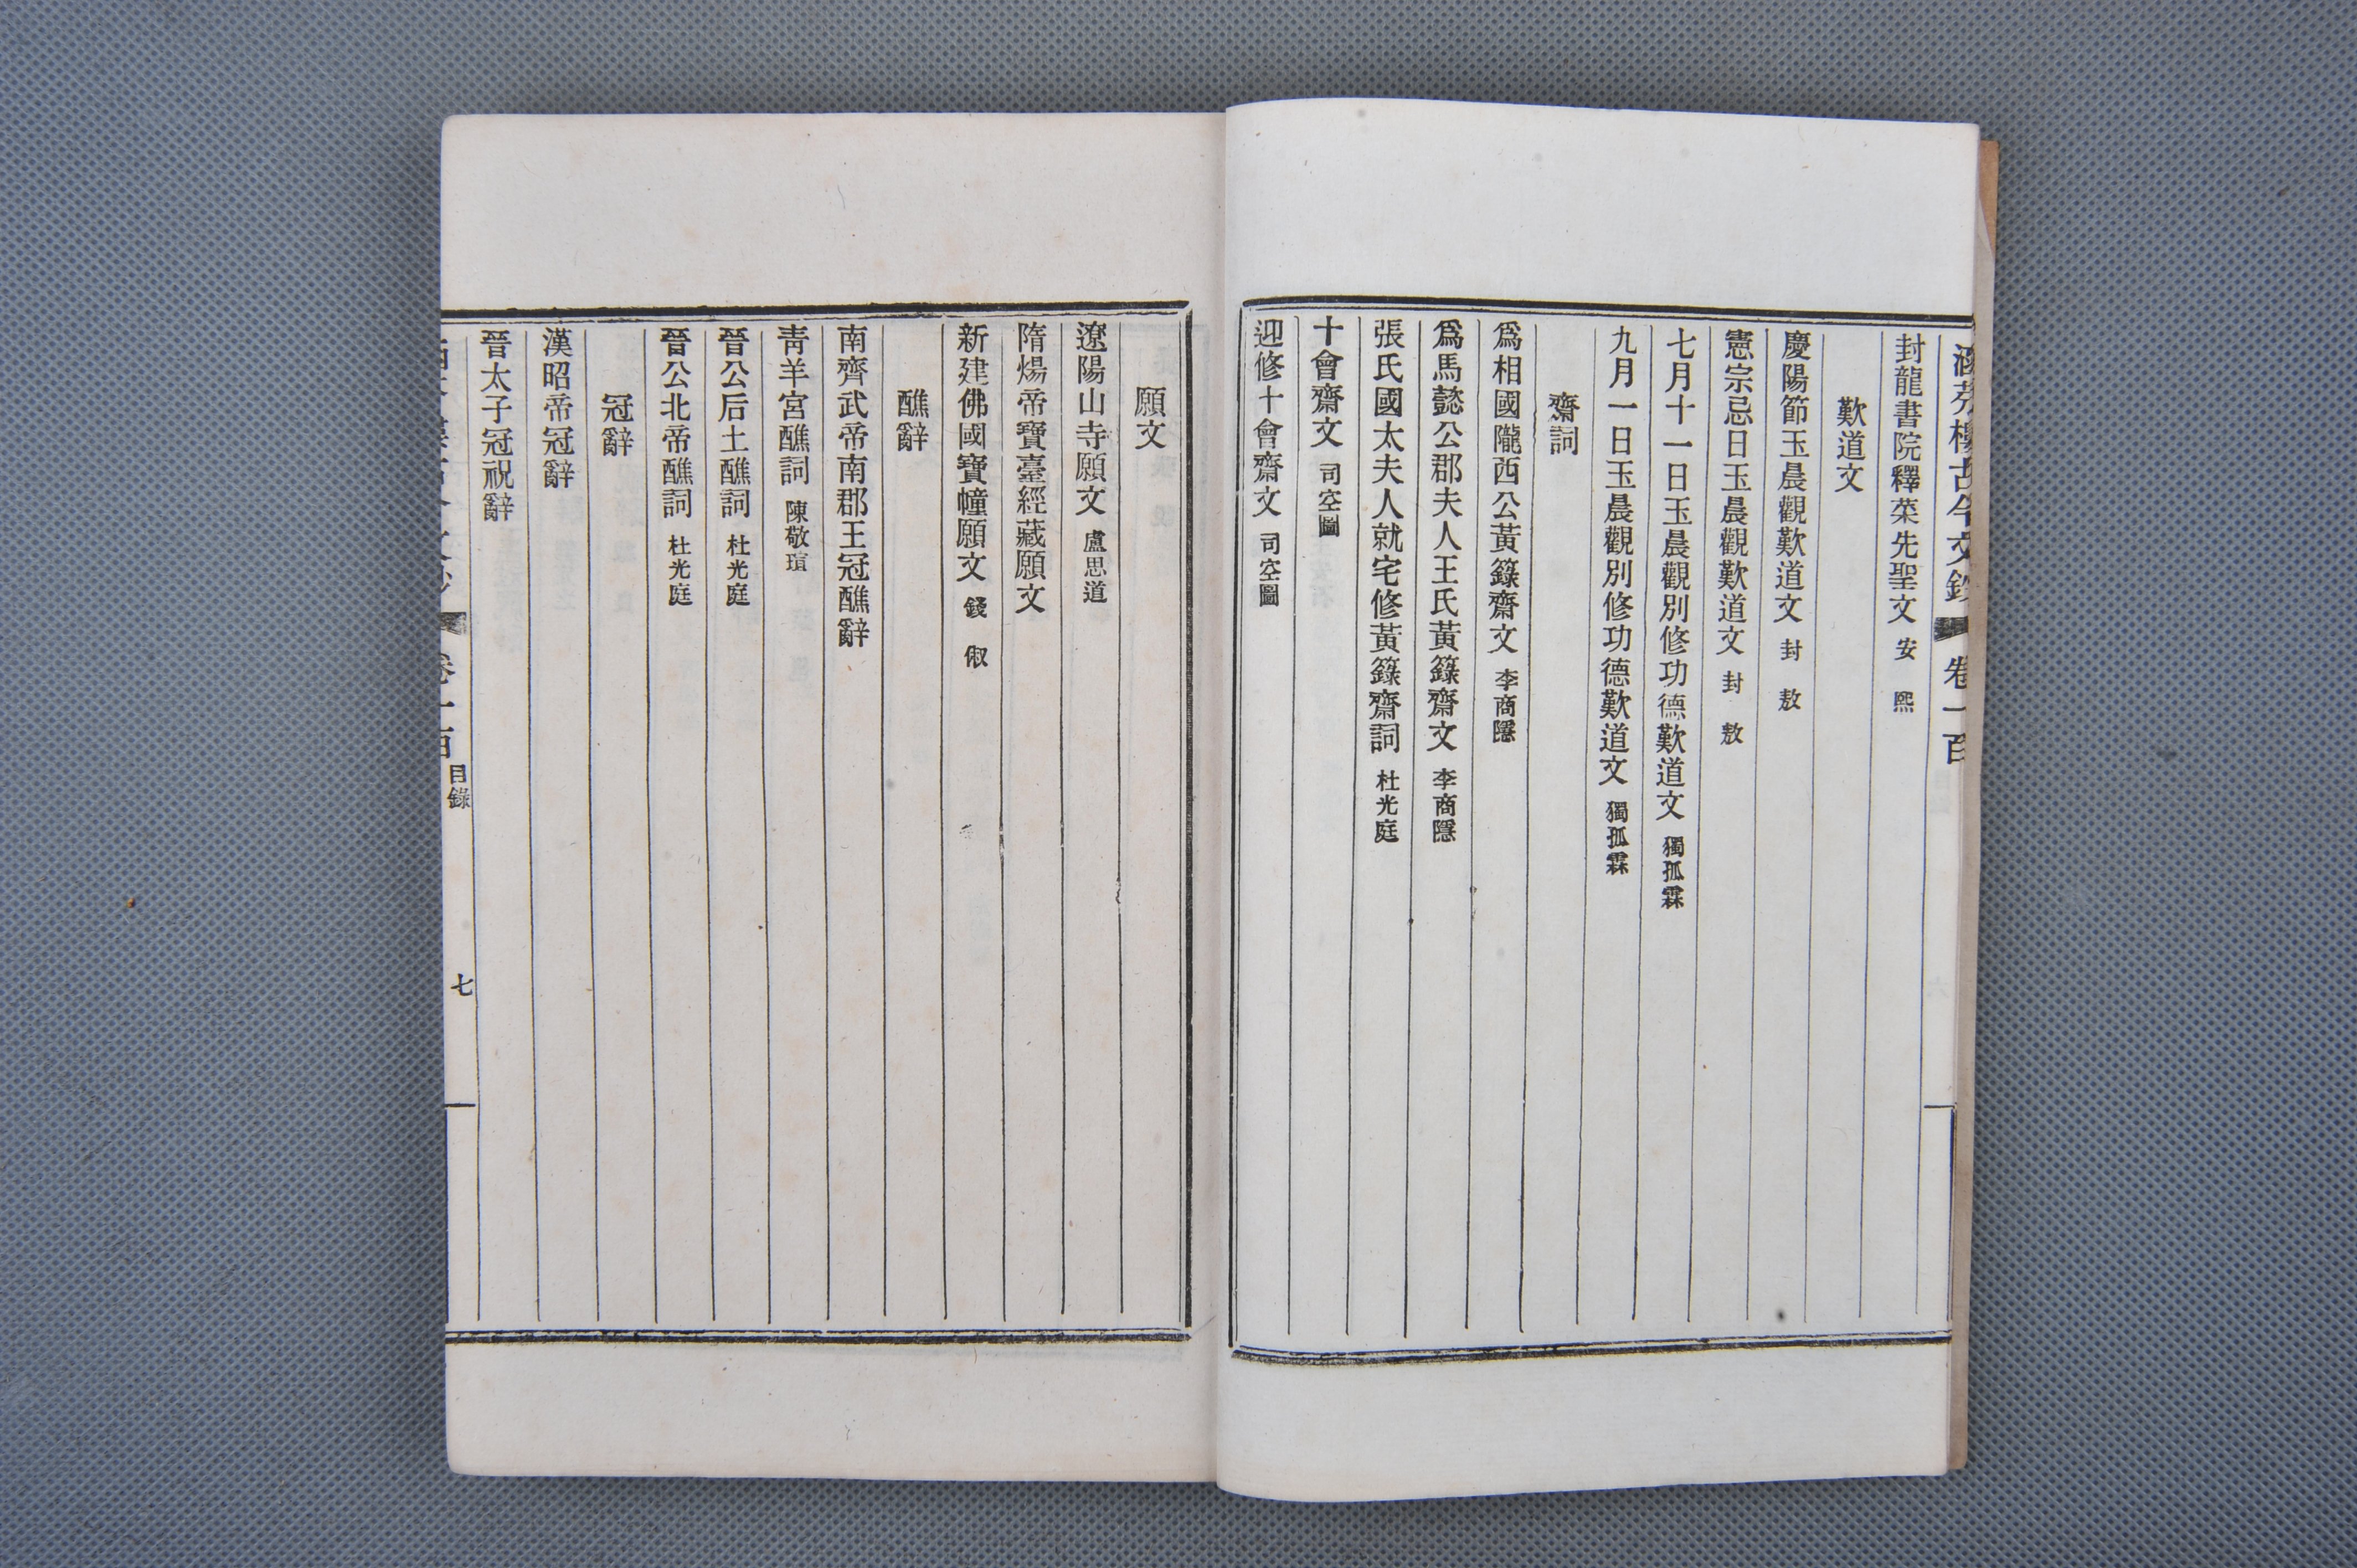 涵芬樓古今文鈔 卷一百
封龍書院釋菜先聖文 安 熙
歎道文
慶陽節玉晨觀歎道文 封 敖
憲宗忌日玉晨觀歎道文 封 敖
七月十一日玉晨觀別修功德歎道文 獨孤霖
九月一日玉晨觀別修功德歎道文 獨孤霖
齋詞
爲相國隴西公黃籙齋文 李商隱
爲馬懿公郡夫人王氏黃籙齋文 李商隱
張氏國太夫人就宅修黃籙齋詞 杜光庭
十會齋文 司空圖
迎修十會齋文 司空圖
願文
遼陽山寺願文 盧思道
隋煬帝寶臺經藏願文
新建佛國寶幢願文 錢 俶
醮辭
南齊武帝南郡王冠醮辭
靑羊宮醮詞 陳敬瑄
晉公后土醮詞 杜光庭
晉公北帝醮詞 杜光庭
冠辭
漢昭帝冠辭
晉太子冠祝辭
卷一百 目錄 七